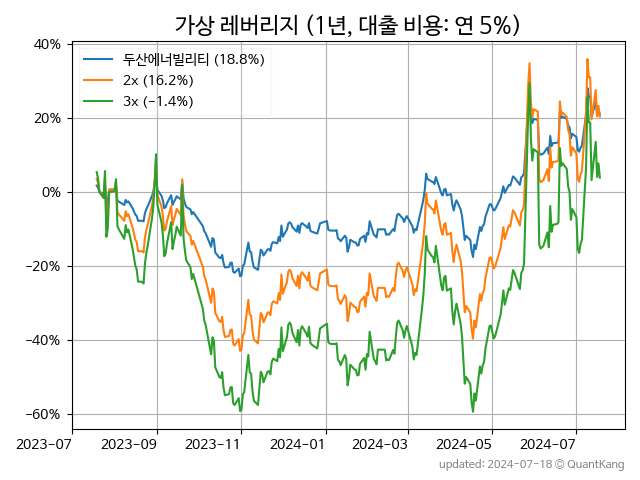 가상 레버리지 (1년, 대출 비용: 연 5%)
두산에너빌리티 (18.8%)
2x (16.2%)
3x (−1.4%)
40%
20%
0%
−20%
−40%
−60%
2023-07 2023-09 2023-11 2024-01 2024-03 2024-05 2024-07
updated: 2024-07-18 © QuantKang